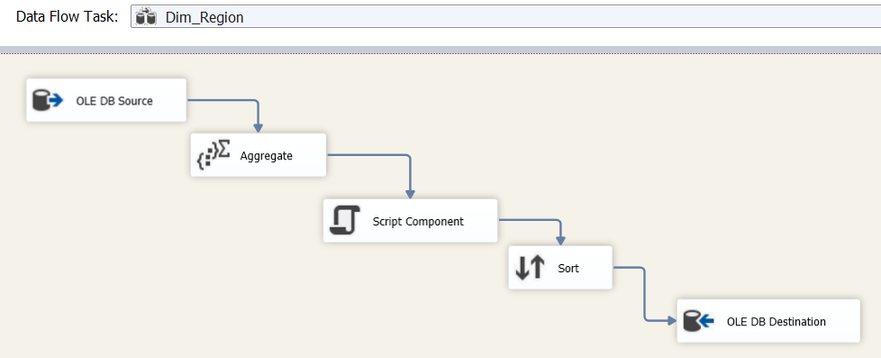 Data Flow Task: Dim_Region
OLE DB Source
Aggregate
Script Component
Sort
OLE DB Destination